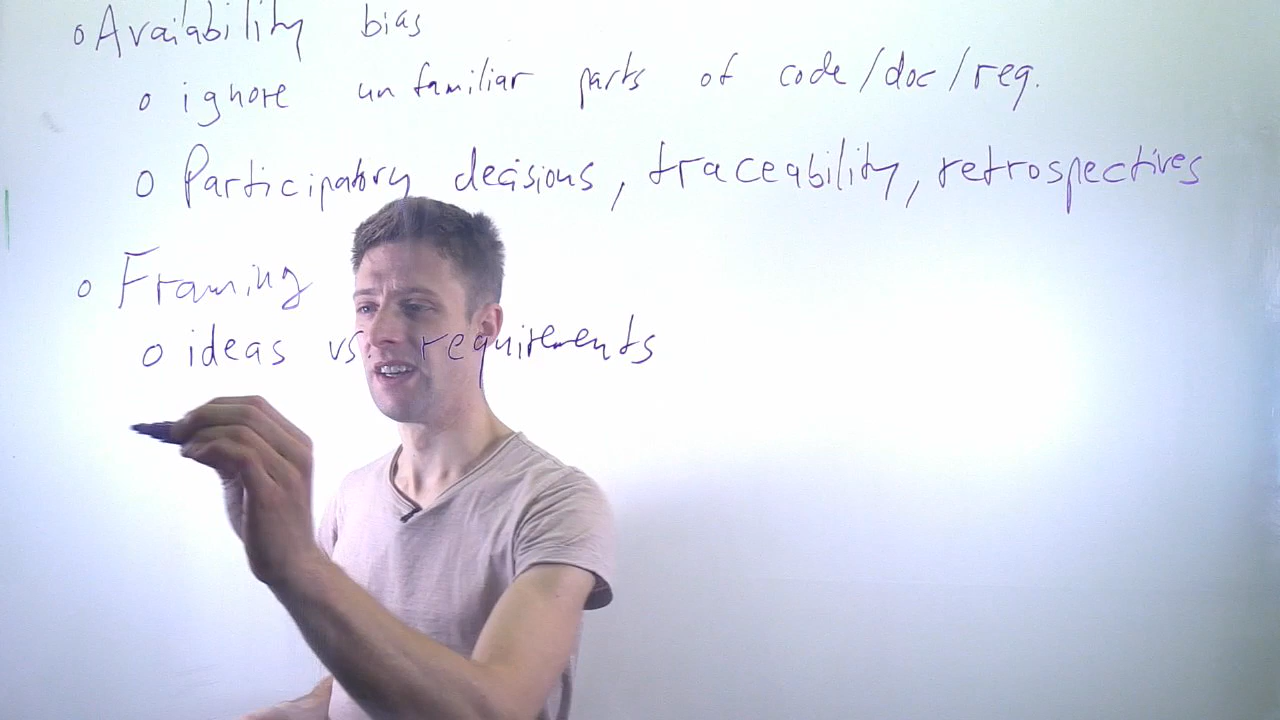 Availability bias
ignore unfamiliar parts of code/doc/req.
Participatory decisions, traceability, retrospectives
Framing
ideas vs requirements